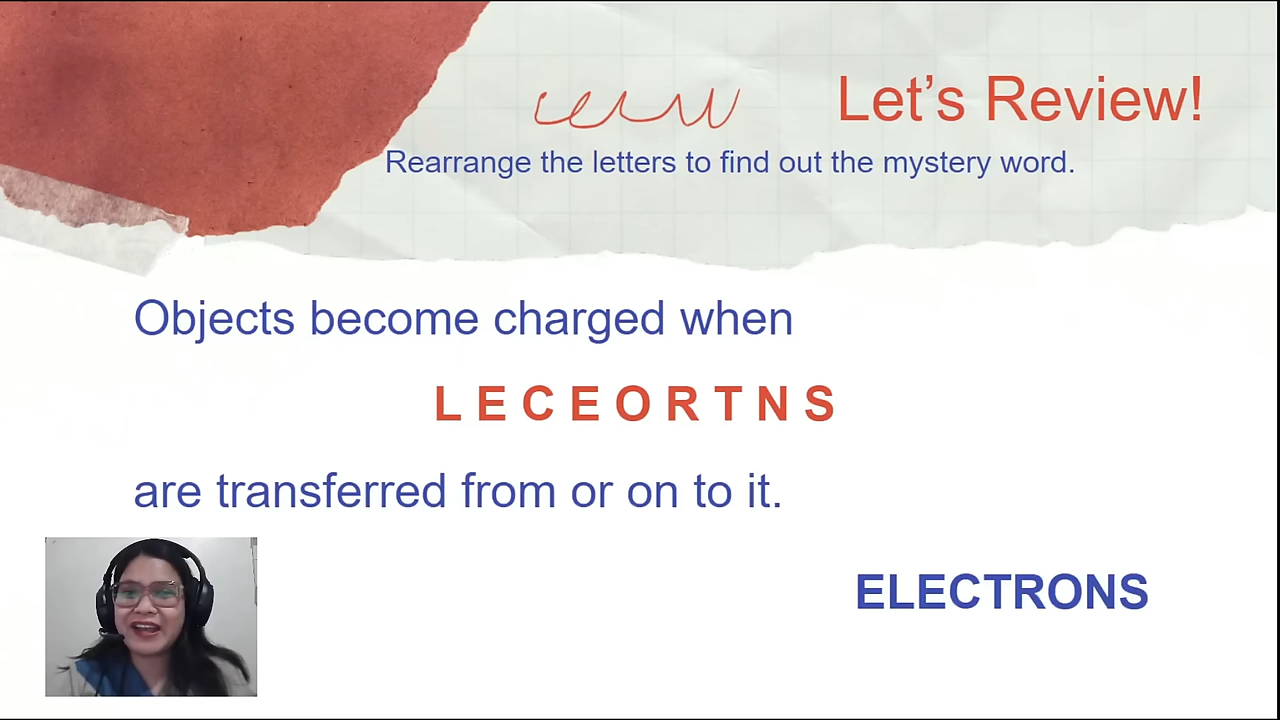 Let’s Review!
Rearrange the letters to find out the mystery word.
Objects become charged when
L E C E O R T N S
are transferred from or on to it.
ELECTRONS